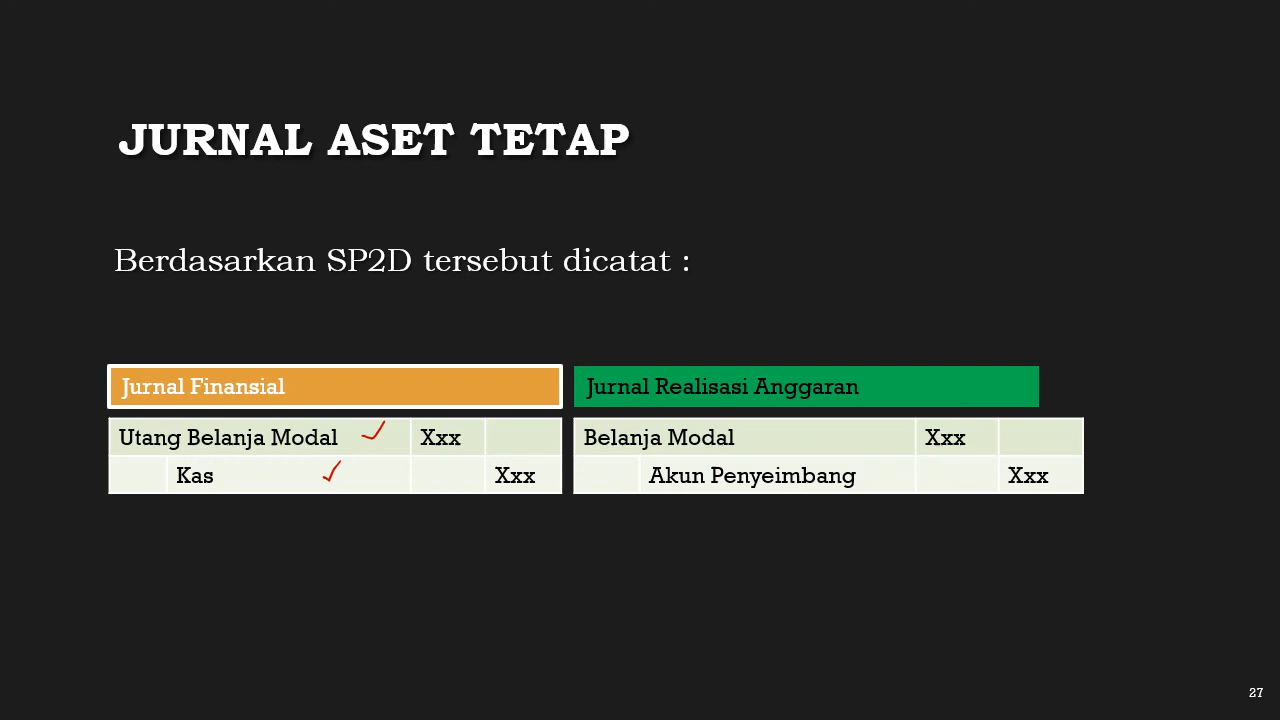 JURNAL ASET TETAP
Berdasarkan SP2D tersebut dicatat :
Jurnal Finansial
Utang Belanja Modal Xxx
Kas Xxx
Jurnal Realisasi Anggaran
Belanja Modal Xxx
Akun Penyeimbang Xxx
27